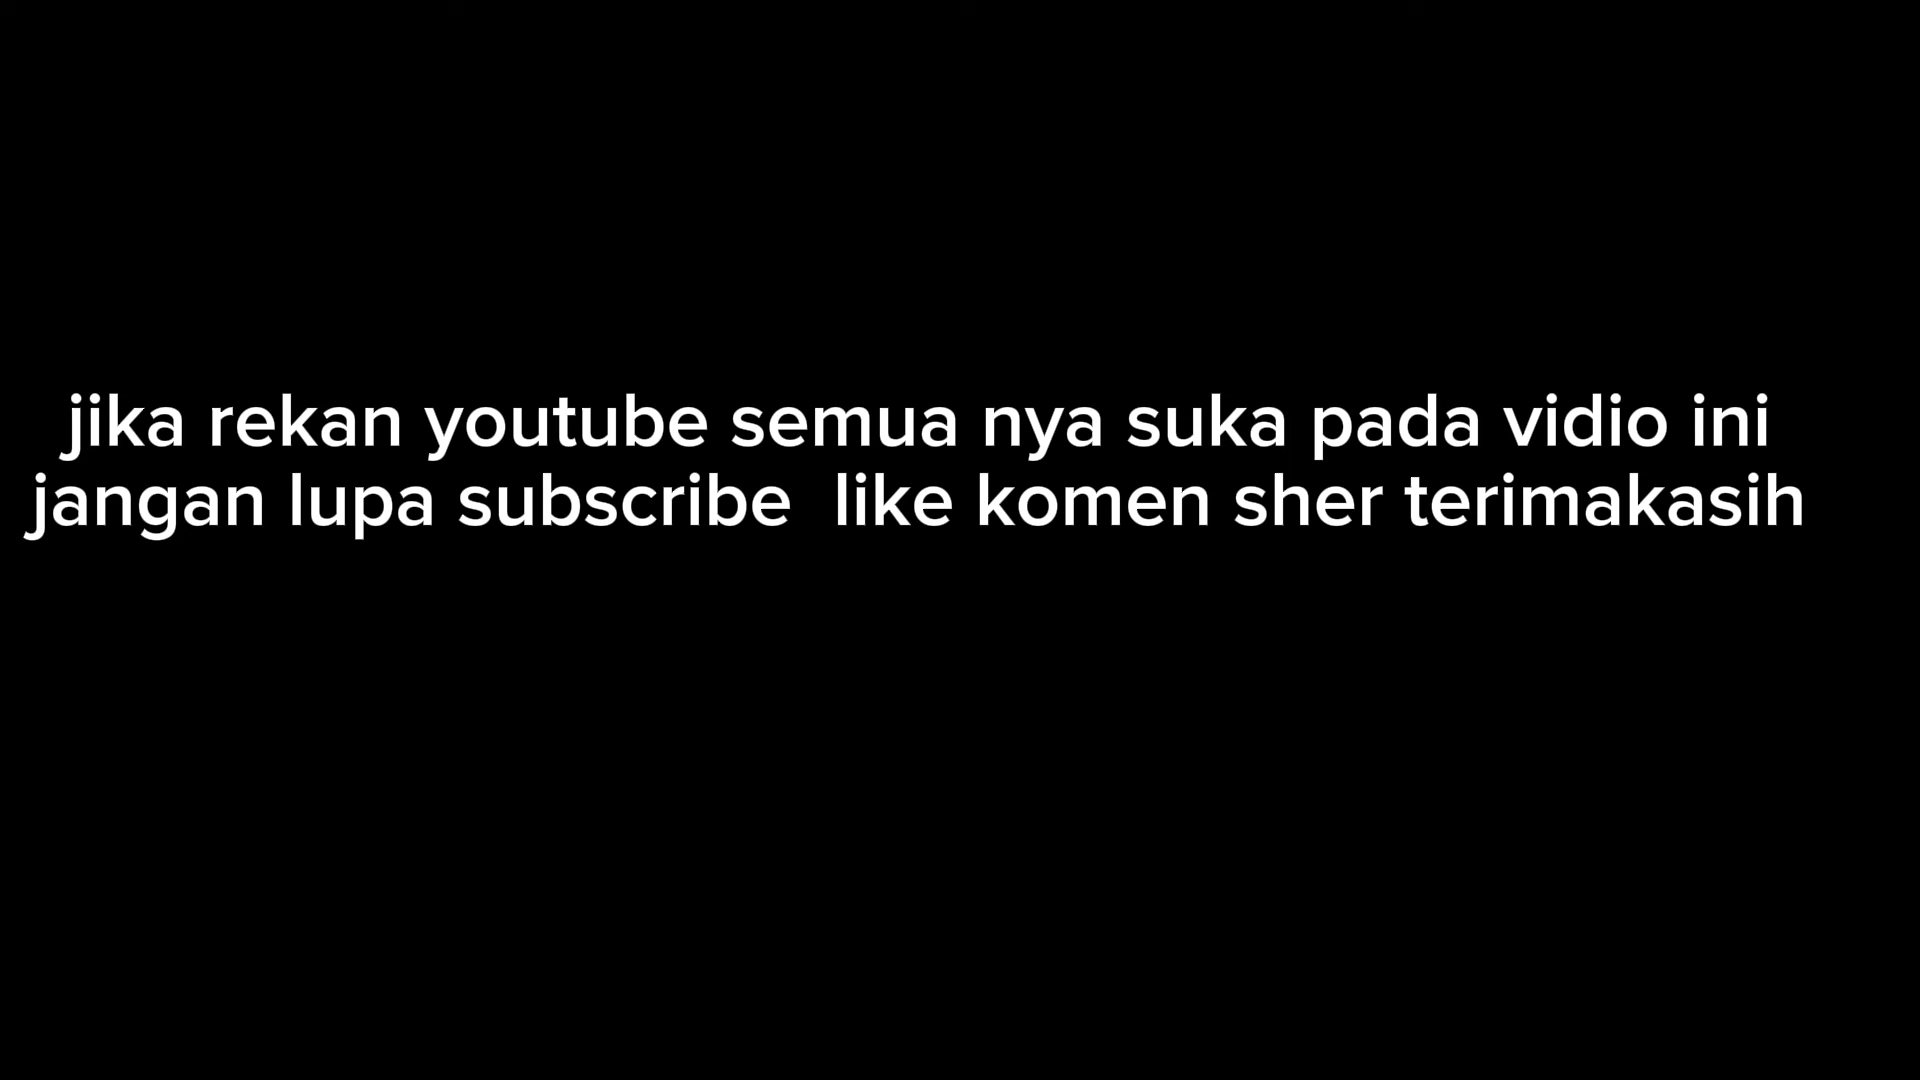 jika rekan youtube semua nya suka pada vidio ini
jangan lupa subscribe  like komen sher terimakasih